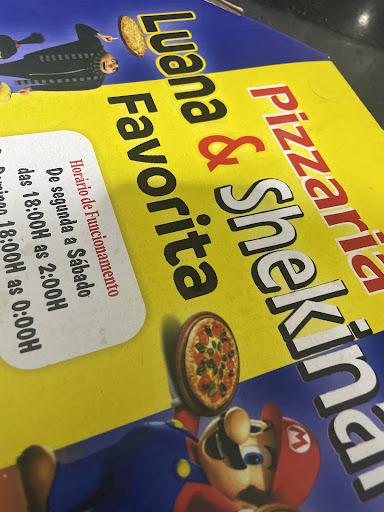 Pizzaria
Luana & Shekinah
Favorita
Horário de Funcionamento
De segunda a Sábado
das 18:00H as 2:00H
Domingo 18:00H as 0:00H
M